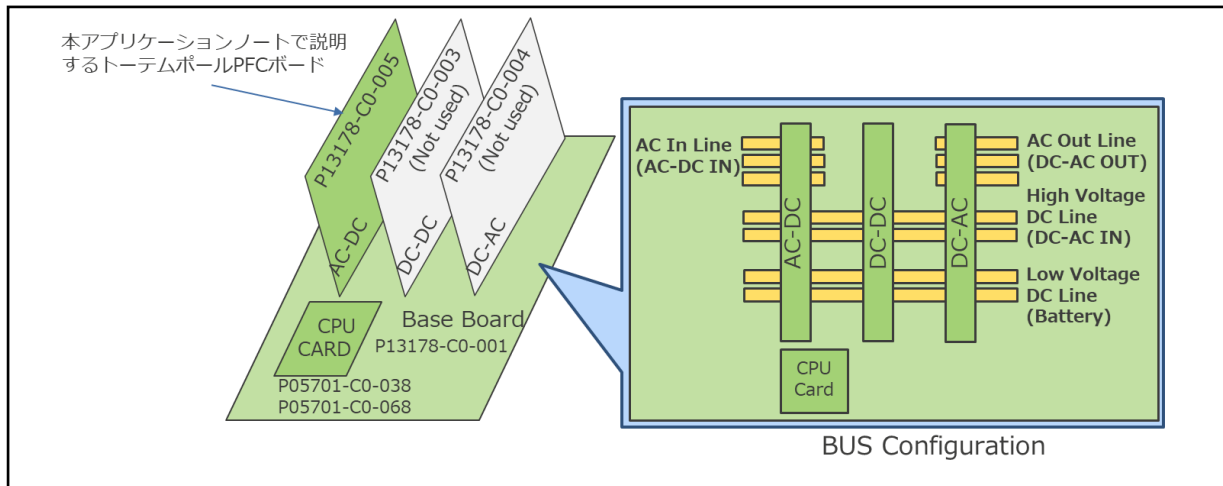 本アプリケーションノートで説明
するトーテムポールPFCボード
P13178-C0-005
AC-DC
P13178-C0-003
(Not used)
DC-DC
P13178-C0-004
(Not used)
DC-AC
CPU
CARD
Base Board
P13178-C0-001
P05701-C0-038
P05701-C0-068
AC In Line
(AC-DC IN)
AC-DC
DC-DC
DC-AC
AC Out Line
(DC-AC OUT)
High Voltage
DC Line
(DC-AC IN)
Low Voltage
DC Line
(Battery)
CPU
Card
BUS Configuration